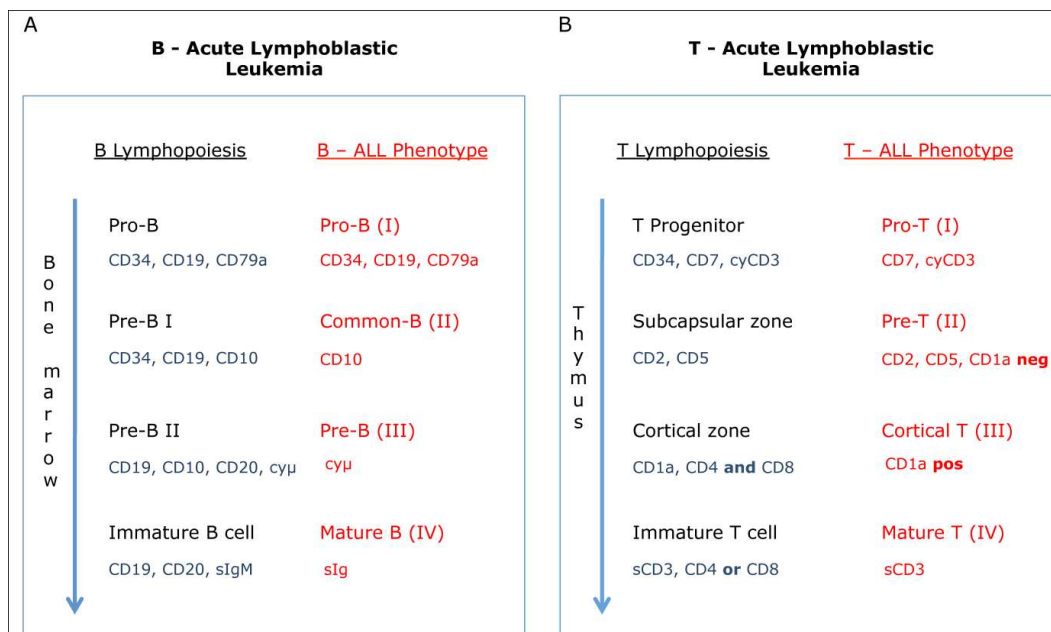 A
B - Acute Lymphoblastic
Leukemia
B Lymphopoiesis
B – ALL Phenotype
Bone marrow
Pro-B
Pro-B (I)
CD34, CD19, CD79a
CD34, CD19, CD79a
Pre-B I
Common-B (II)
CD34, CD19, CD10
CD10
Pre-B II
Pre-B (III)
CD19, CD10, CD20, cyµ
cyµ
Immature B cell
Mature B (IV)
CD19, CD20, sIgM
sIg
B
T - Acute Lymphoblastic
Leukemia
T Lymphopoiesis
T – ALL Phenotype
Thymus
T Progenitor
Pro-T (I)
CD34, CD7, cyCD3
CD7, cyCD3
Subcapsular zone
Pre-T (II)
CD2, CD5
CD2, CD5, CD1a neg
Cortical zone
Cortical T (III)
CD1a, CD4 and CD8
CD1a pos
Immature T cell
Mature T (IV)
sCD3, CD4 or CD8
sCD3